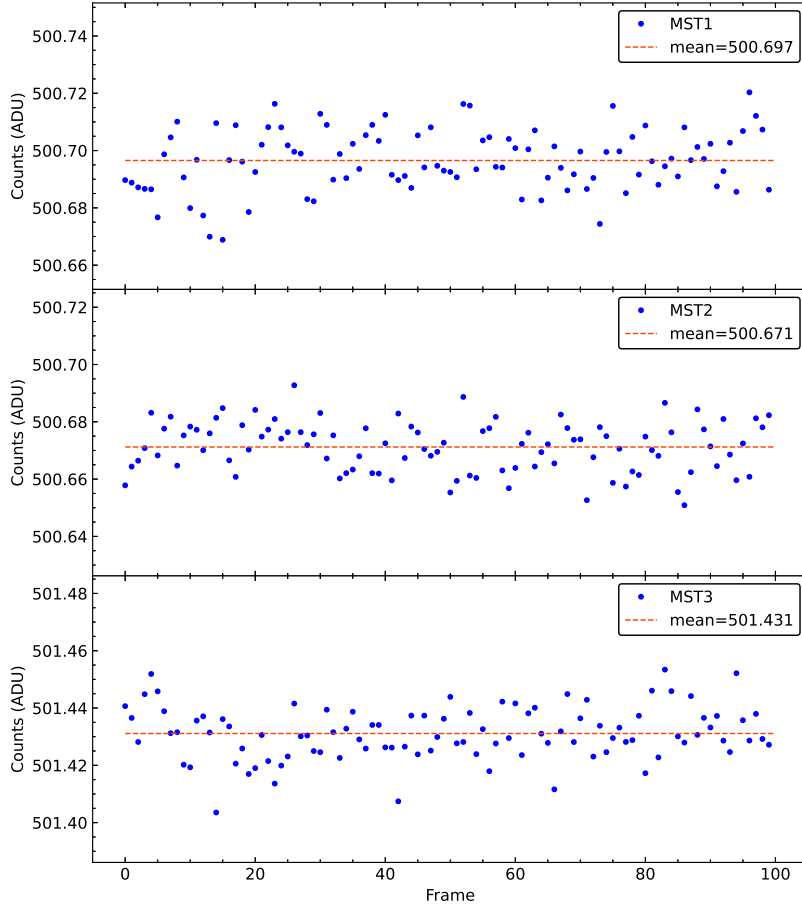 MST1
mean=500.697
500.74
500.72
500.70
500.68
500.66
Counts (ADU)
MST2
mean=500.671
500.72
500.70
500.68
500.66
500.64
Counts (ADU)
MST3
mean=501.431
501.48
501.46
501.44
501.42
501.40
Counts (ADU)
0 20 40 60 80 100
Frame